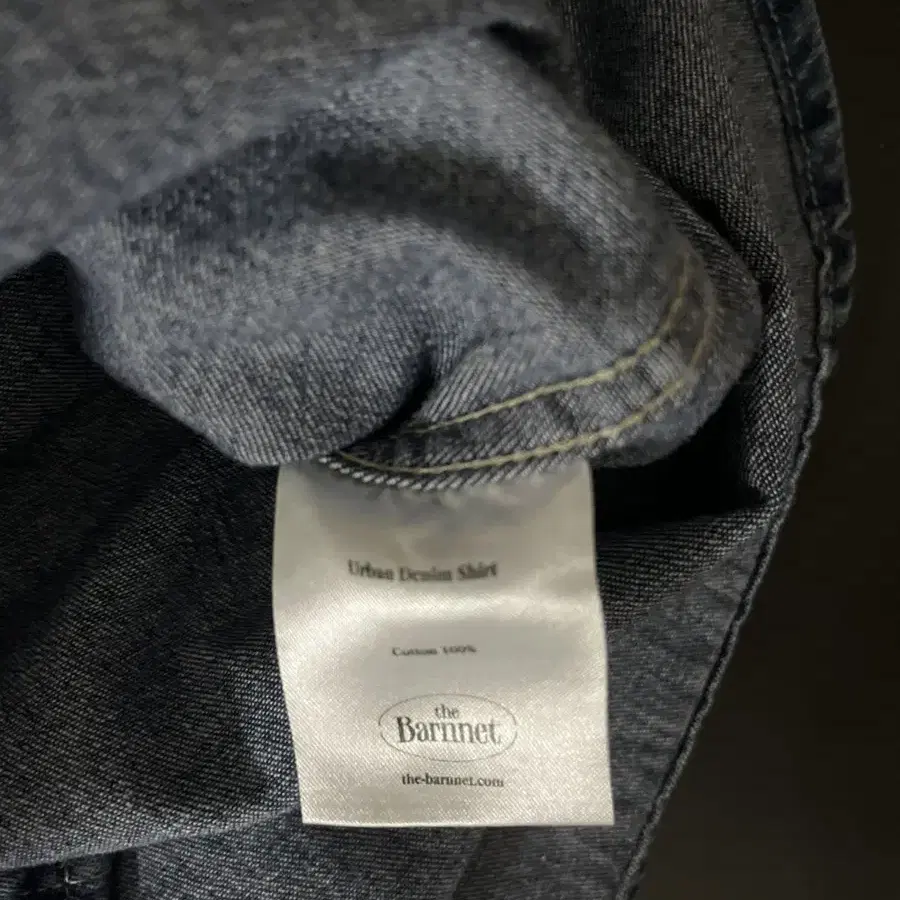 Urban Denim Shirt
Cotton 100%
the
Barnnet
the-barnnet.com